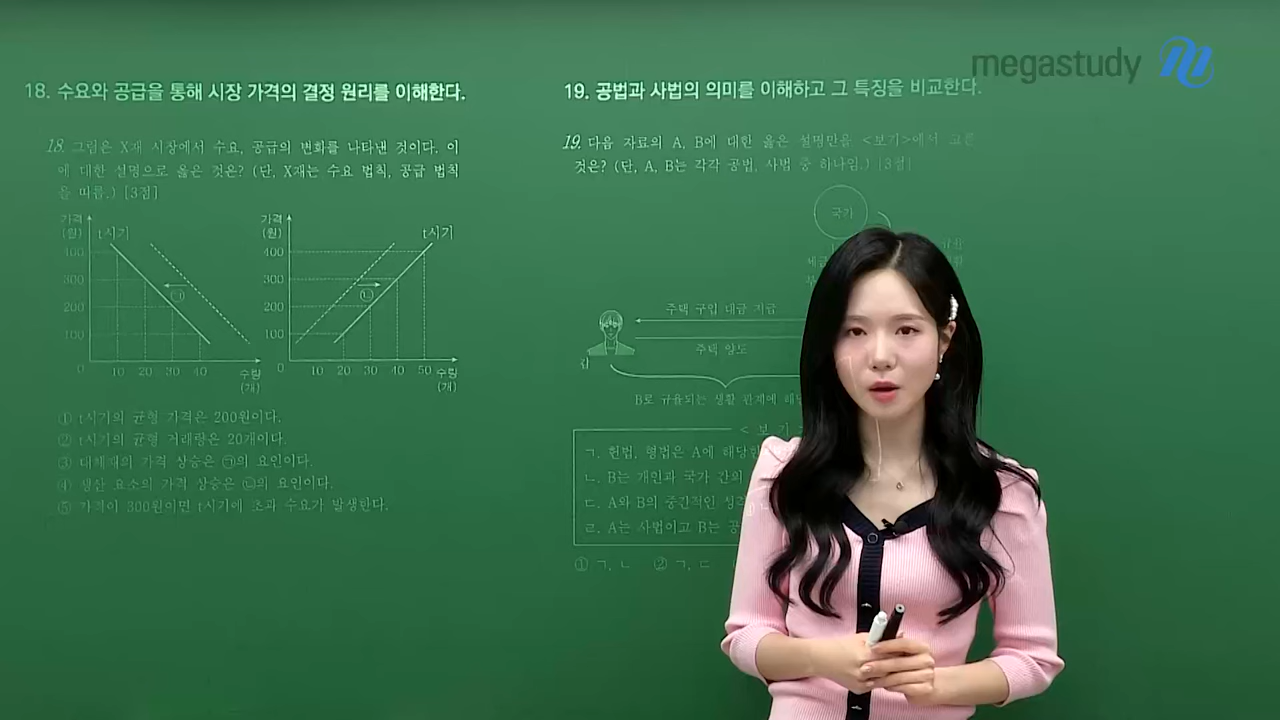 megastudy
18. 수요와 공급을 통해 시장 가격의 결정 원리를 이해한다.
18. 그림은 X재 시장에서 수요, 공급의 변화를 나타낸 것이다. 이
에 대한 설명으로 옳은 것은? (단, X재는 수요 법칙, 공급 법칙
을 따름.) [3점]
가격
(원)
t시기
400
300
200
100
0
㉠
10 20 30 40
수량
(개)
가격
(원)
t시기
400
300
200
100
0
㉡
10 20 30 40 50
수량
(개)
① t시기의 균형 가격은 200원이다.
② t시기의 균형 거래량은 20개이다.
③ 대체재의 가격 상승은 ㉠의 요인이다.
④ 생산 요소의 가격 상승은 ㉡의 요인이다.
⑤ 가격이 300원이면 t시기에 초과 수요가 발생한다.
19. 공법과 사법의 의미를 이해하고 그 특징을 비교한다.
19. 다음 자료의 A, B에 대한 옳은 설명만을 <보기>에서 고른
것은? (단, A, B는 각각 공법, 사법 중 하나임.) [3점]
국가
주택 구입 대금 지급
주택 양도
갑
B로 규율되는 생활 관계에
<보기
ㄱ. 헌법, 형법은 A에
ㄴ. B는 개인과 국가 간의
ㄷ. A와 B의 중간적인
ㄹ. A는 사법이고 B는
① ㄱ, ㄴ ② ㄱ, ㄷ